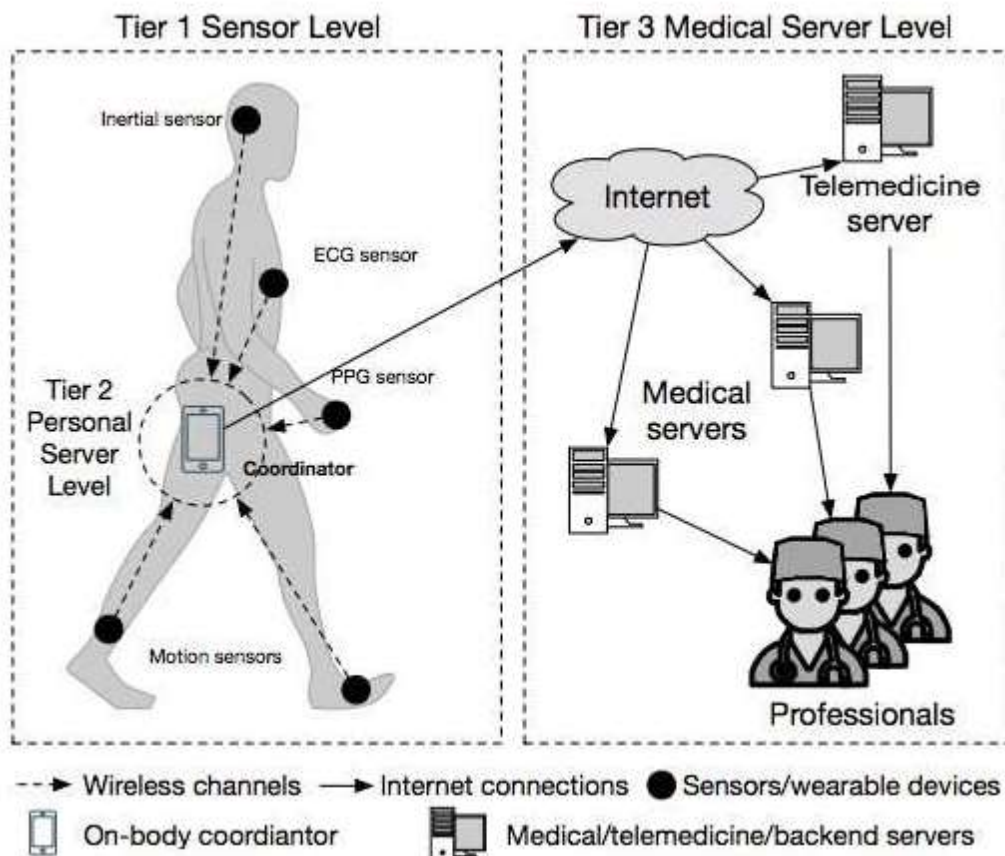 Tier 1 Sensor Level
Tier 3 Medical Server Level
Inertial sensor
ECG sensor
PPG sensor
Tier 2
Personal
Server
Level
Coordinator
Motion sensors
Internet
Telemedicine
server
Medical
servers
Professionals
Wireless channels
Internet connections
Sensors/wearable devices
On-body coordiantor
Medical/telemedicine/backend servers